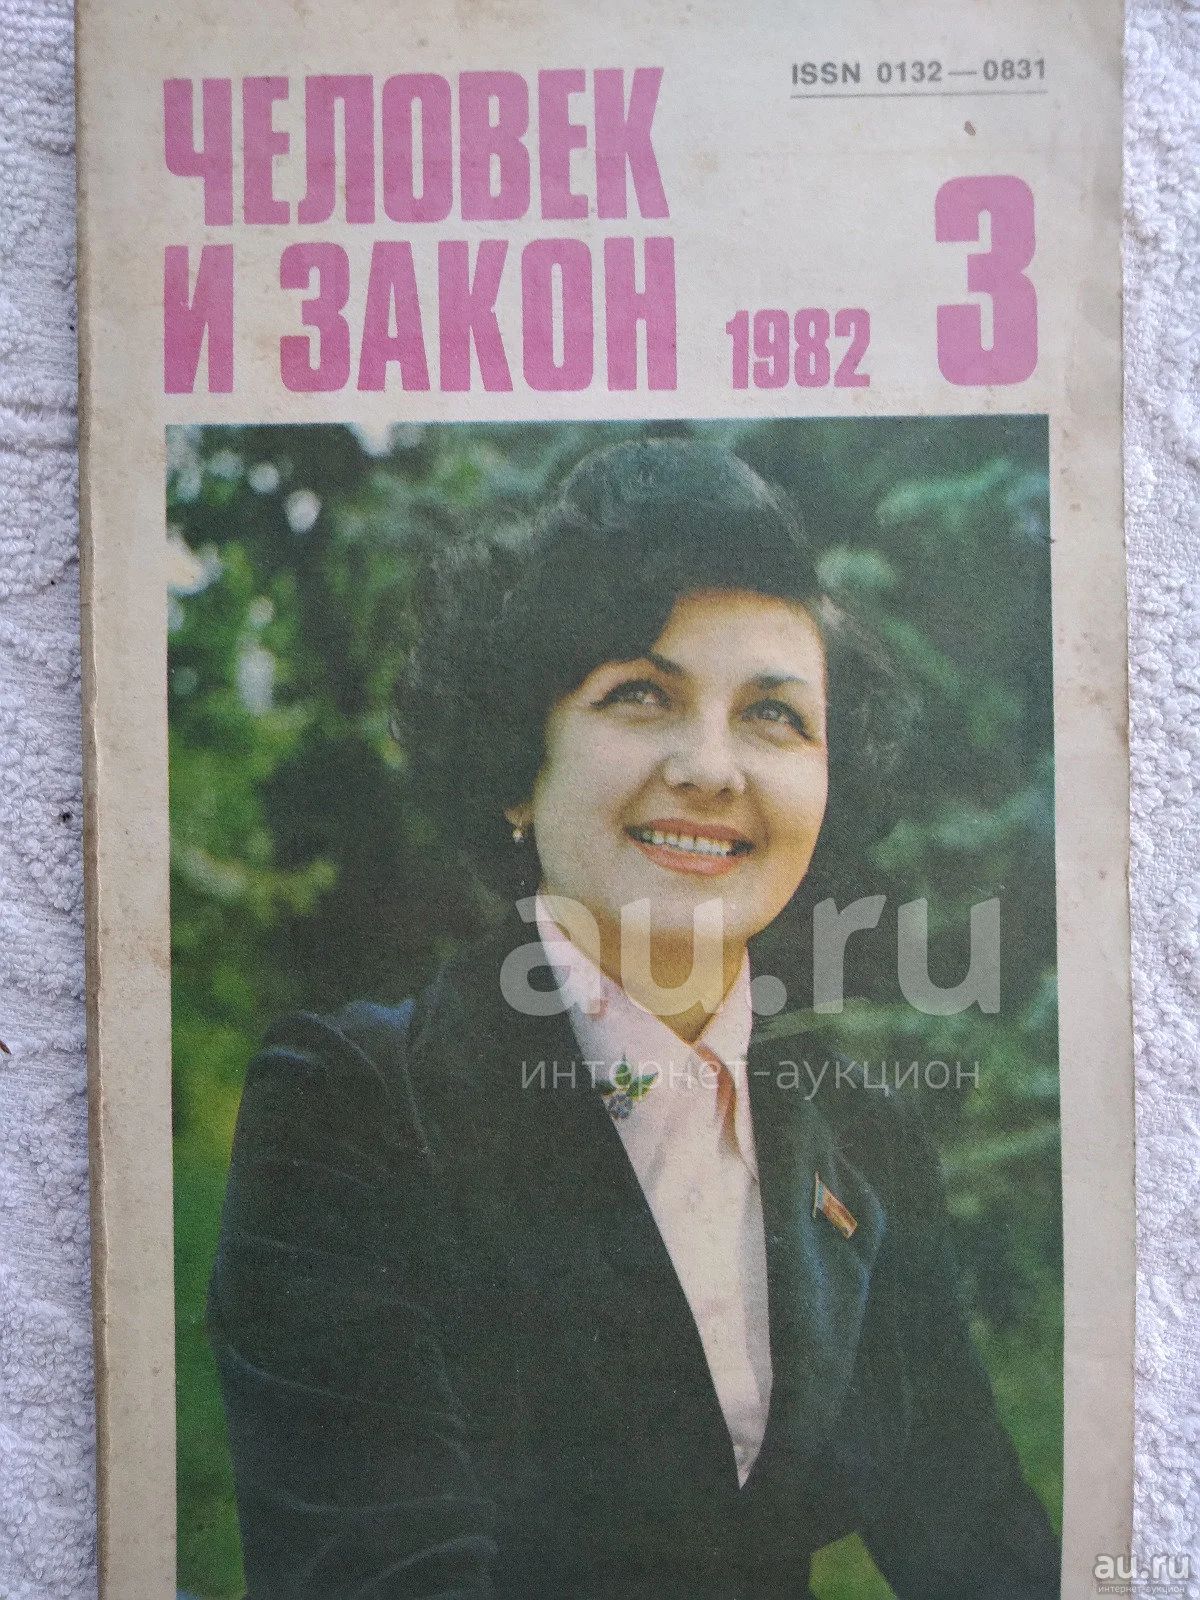 ISSN 0132—0831
ЧЕЛОВЕК
И ЗАКОН 1982 3
au.ru
интернет-аукцион
au.ru
интернет-аукцион